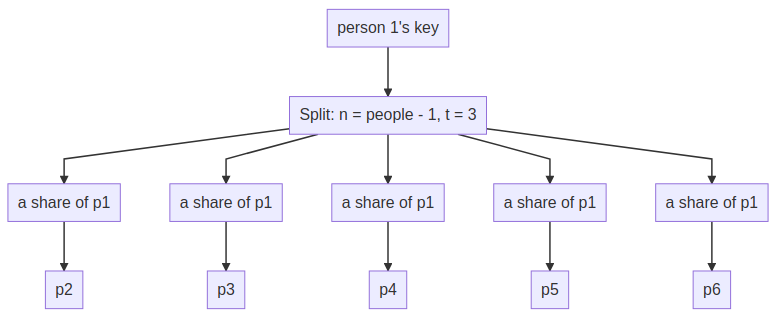 person 1's key
Split: n = people - 1, t = 3
a share of p1
a share of p1
a share of p1
a share of p1
a share of p1
p2
p3
p4
p5
p6